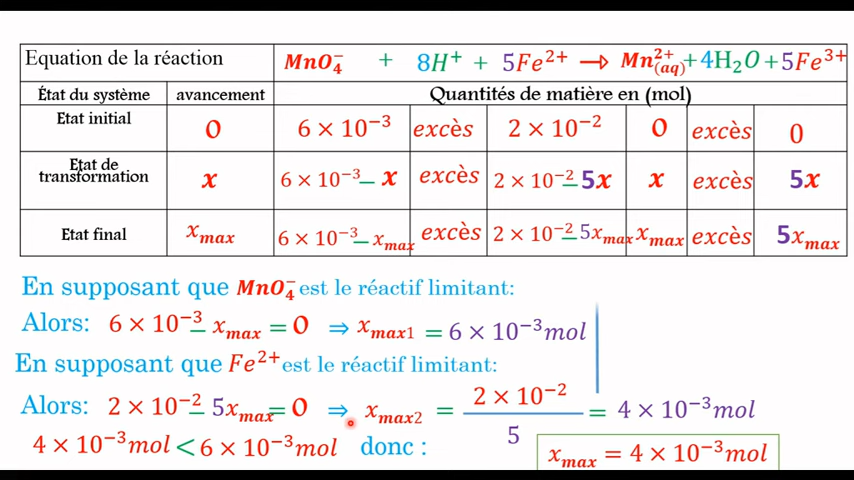 Equation de la réaction MnO₄⁻ + 8H⁺ + 5Fe²⁺ → Mn²⁺(aq) + 4H₂O + 5Fe³⁺
État du système avancement Quantités de matière en (mol)
Etat initial 0 6 × 10⁻³ excès 2 × 10⁻² 0 excès 0
Etat de transformation x 6 × 10⁻³ – x excès 2 × 10⁻² – 5x x excès 5x
Etat final xmax 6 × 10⁻³ – xmax excès 2 × 10⁻² – 5xmax xmax excès 5xmax
En supposant que MnO₄⁻ est le réactif limitant:
Alors: 6 × 10⁻³ – xmax = 0 ⇒ xmax1 = 6 × 10⁻³mol
En supposant que Fe²⁺ est le réactif limitant:
Alors: 2 × 10⁻² – 5xmax = 0 ⇒ xmax2 = 2 × 10⁻² / 5 = 4 × 10⁻³mol
4 × 10⁻³mol < 6 × 10⁻³mol donc : xmax = 4 × 10⁻³mol